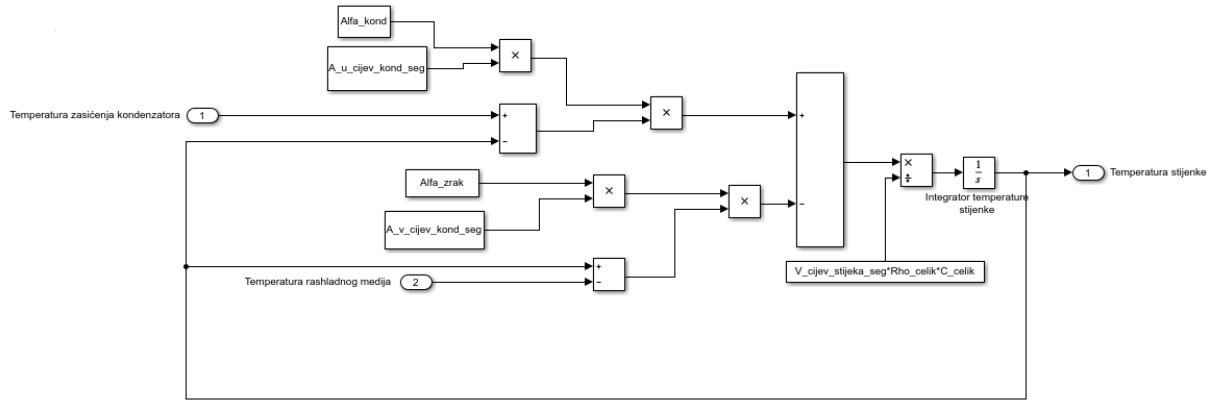 Alfa_kond
×
A_u_cijev_kond_seg
Temperatura zasićenja kondenzatora
1
+
−
×
+
−
Alfa_zrak
×
A_v_cijev_kond_seg
×
+
−
Temperatura rashladnog medija
2
×
÷
1
s
Integrator temperature
stijenke
1
Temperatura stijenke
V_cijev_stijeka_seg*Rho_celik*C_celik